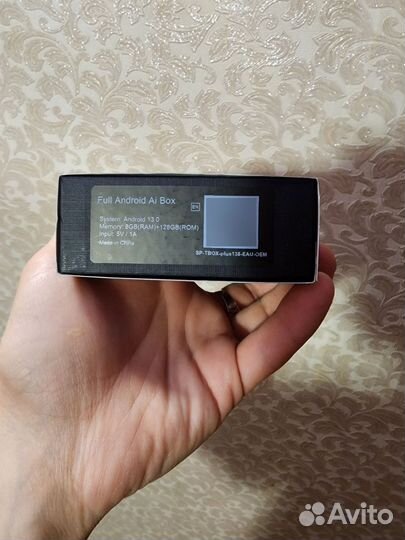 Full Android Ai Box
System: Android 13.0
Memory: 8GB(RAM)+128GB(ROM)
Input: 5V / 1A
Made in China
EN
SP-TBOX-plus138-EAU-OEM
Avito